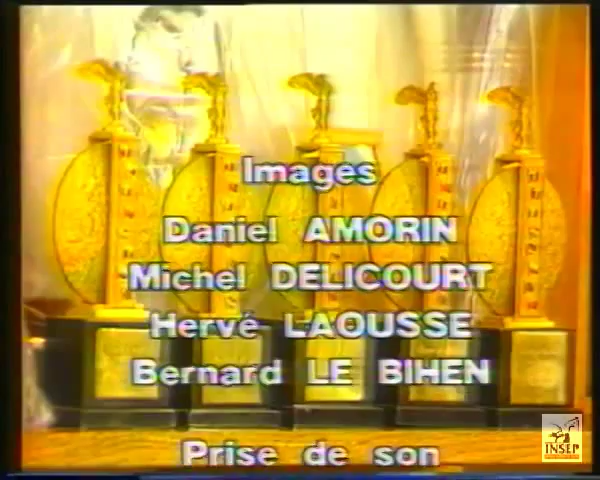 Images
Daniel AMORIN
Michel DELICOURT
Hervé LAOUSSE
Bernard LE BIHEN
Prise de son
INSEP